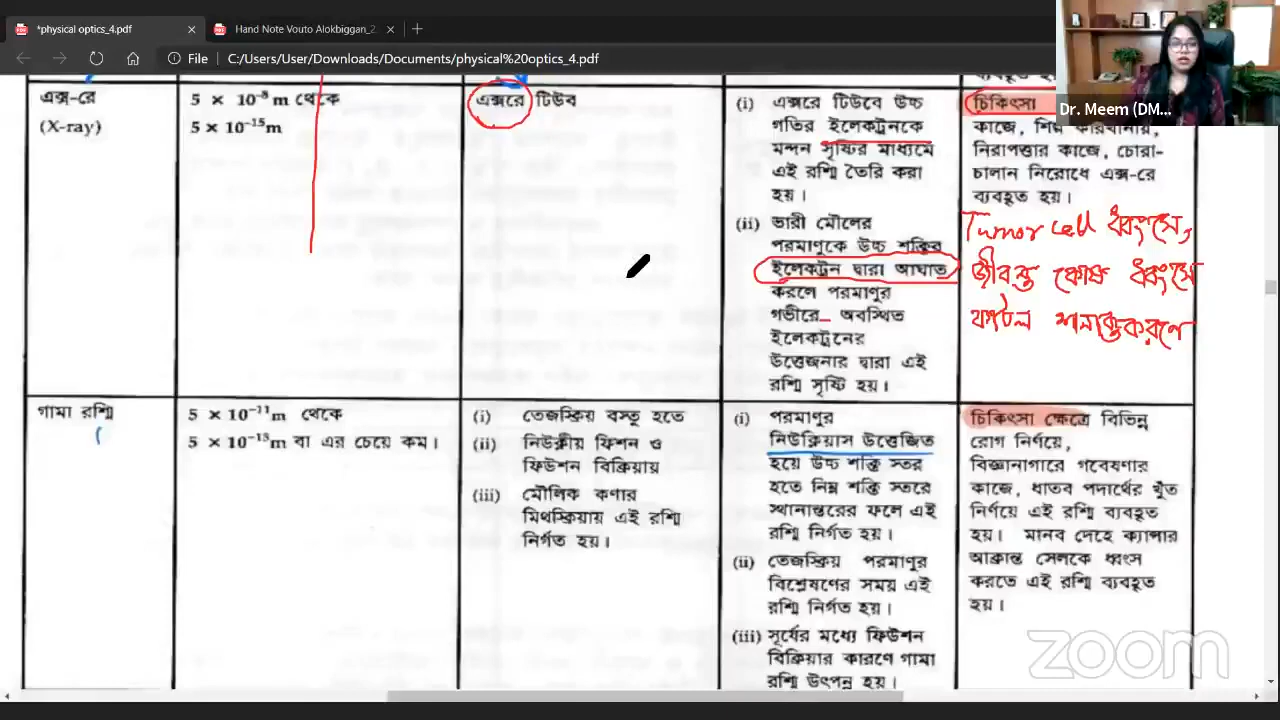 *physical optics_4.pdf
Hand Note Vouto Alokbiggan_2
File
C:/Users/User/Downloads/Documents/physical%20optics_4.pdf
Dr. Meem (DM...
এক্স-রে
(X-ray)
5 × 10⁻⁸ m থেকে
5 × 10⁻¹⁵m
এক্সরে টিউব
(i) এক্সরে টিউবে উচ্চ
গতির ইলেকট্রনকে
মন্দন সৃষ্টির মাধ্যমে
এই রশ্মি তৈরি করা
হয়।
(ii) ভারী মৌলের
পরমাণুকে উচ্চ শক্তির
ইলেকট্রন দ্বারা আঘাত
করলে পরমাণুর
গভীরে অবস্থিত
ইলেকট্রনের
উত্তেজনার দ্বারা এই
রশ্মি সৃষ্টি হয়।
চিকিৎসা
কাজে, শিল্প কারখানায়,
নিরাপত্তার কাজে, চোরা-
চালান নিরোধে এক্স-রে
ব্যবহৃত হয়।
Tumor cell ধ্বংসে,
জীবন্ত কোষ ধ্বংসে
ফাটল শনাক্তকরণে
গামা রশ্মি
5 × 10⁻¹¹m থেকে
5 × 10⁻¹⁵m বা এর চেয়ে কম।
(i) তেজস্ক্রিয় বস্তু হতে
(ii) নিউক্লীয় ফিশন ও
ফিউশন বিক্রিয়ায়
(iii) মৌলিক কণার
মিথস্ক্রিয়ায় এই রশ্মি
নির্গত হয়।
(i) পরমাণুর
নিউক্লিয়াস উত্তেজিত
হয়ে উচ্চ শক্তি স্তর
হতে নিম্ন শক্তি স্তরে
স্থানান্তরের ফলে এই
রশ্মি নির্গত হয়।
(ii) তেজস্ক্রিয় পরমাণুর
বিশ্লেষণের সময় এই
রশ্মি নির্গত হয়।
(iii) সূর্যের মধ্যে ফিউশন
বিক্রিয়ার কারণে গামা
রশ্মি উৎপন্ন হয়।
চিকিৎসা ক্ষেত্রে বিভিন্ন
রোগ নির্ণয়ে,
বিজ্ঞানাগারে গবেষণার
কাজে, ধাতব পদার্থের খুঁত
নির্ণয়ে এই রশ্মি ব্যবহৃত
হয়। মানব দেহে ক্যান্সার
আক্রান্ত সেলকে ধ্বংস
করতে এই রশ্মি ব্যবহৃত
হয়।
zoom